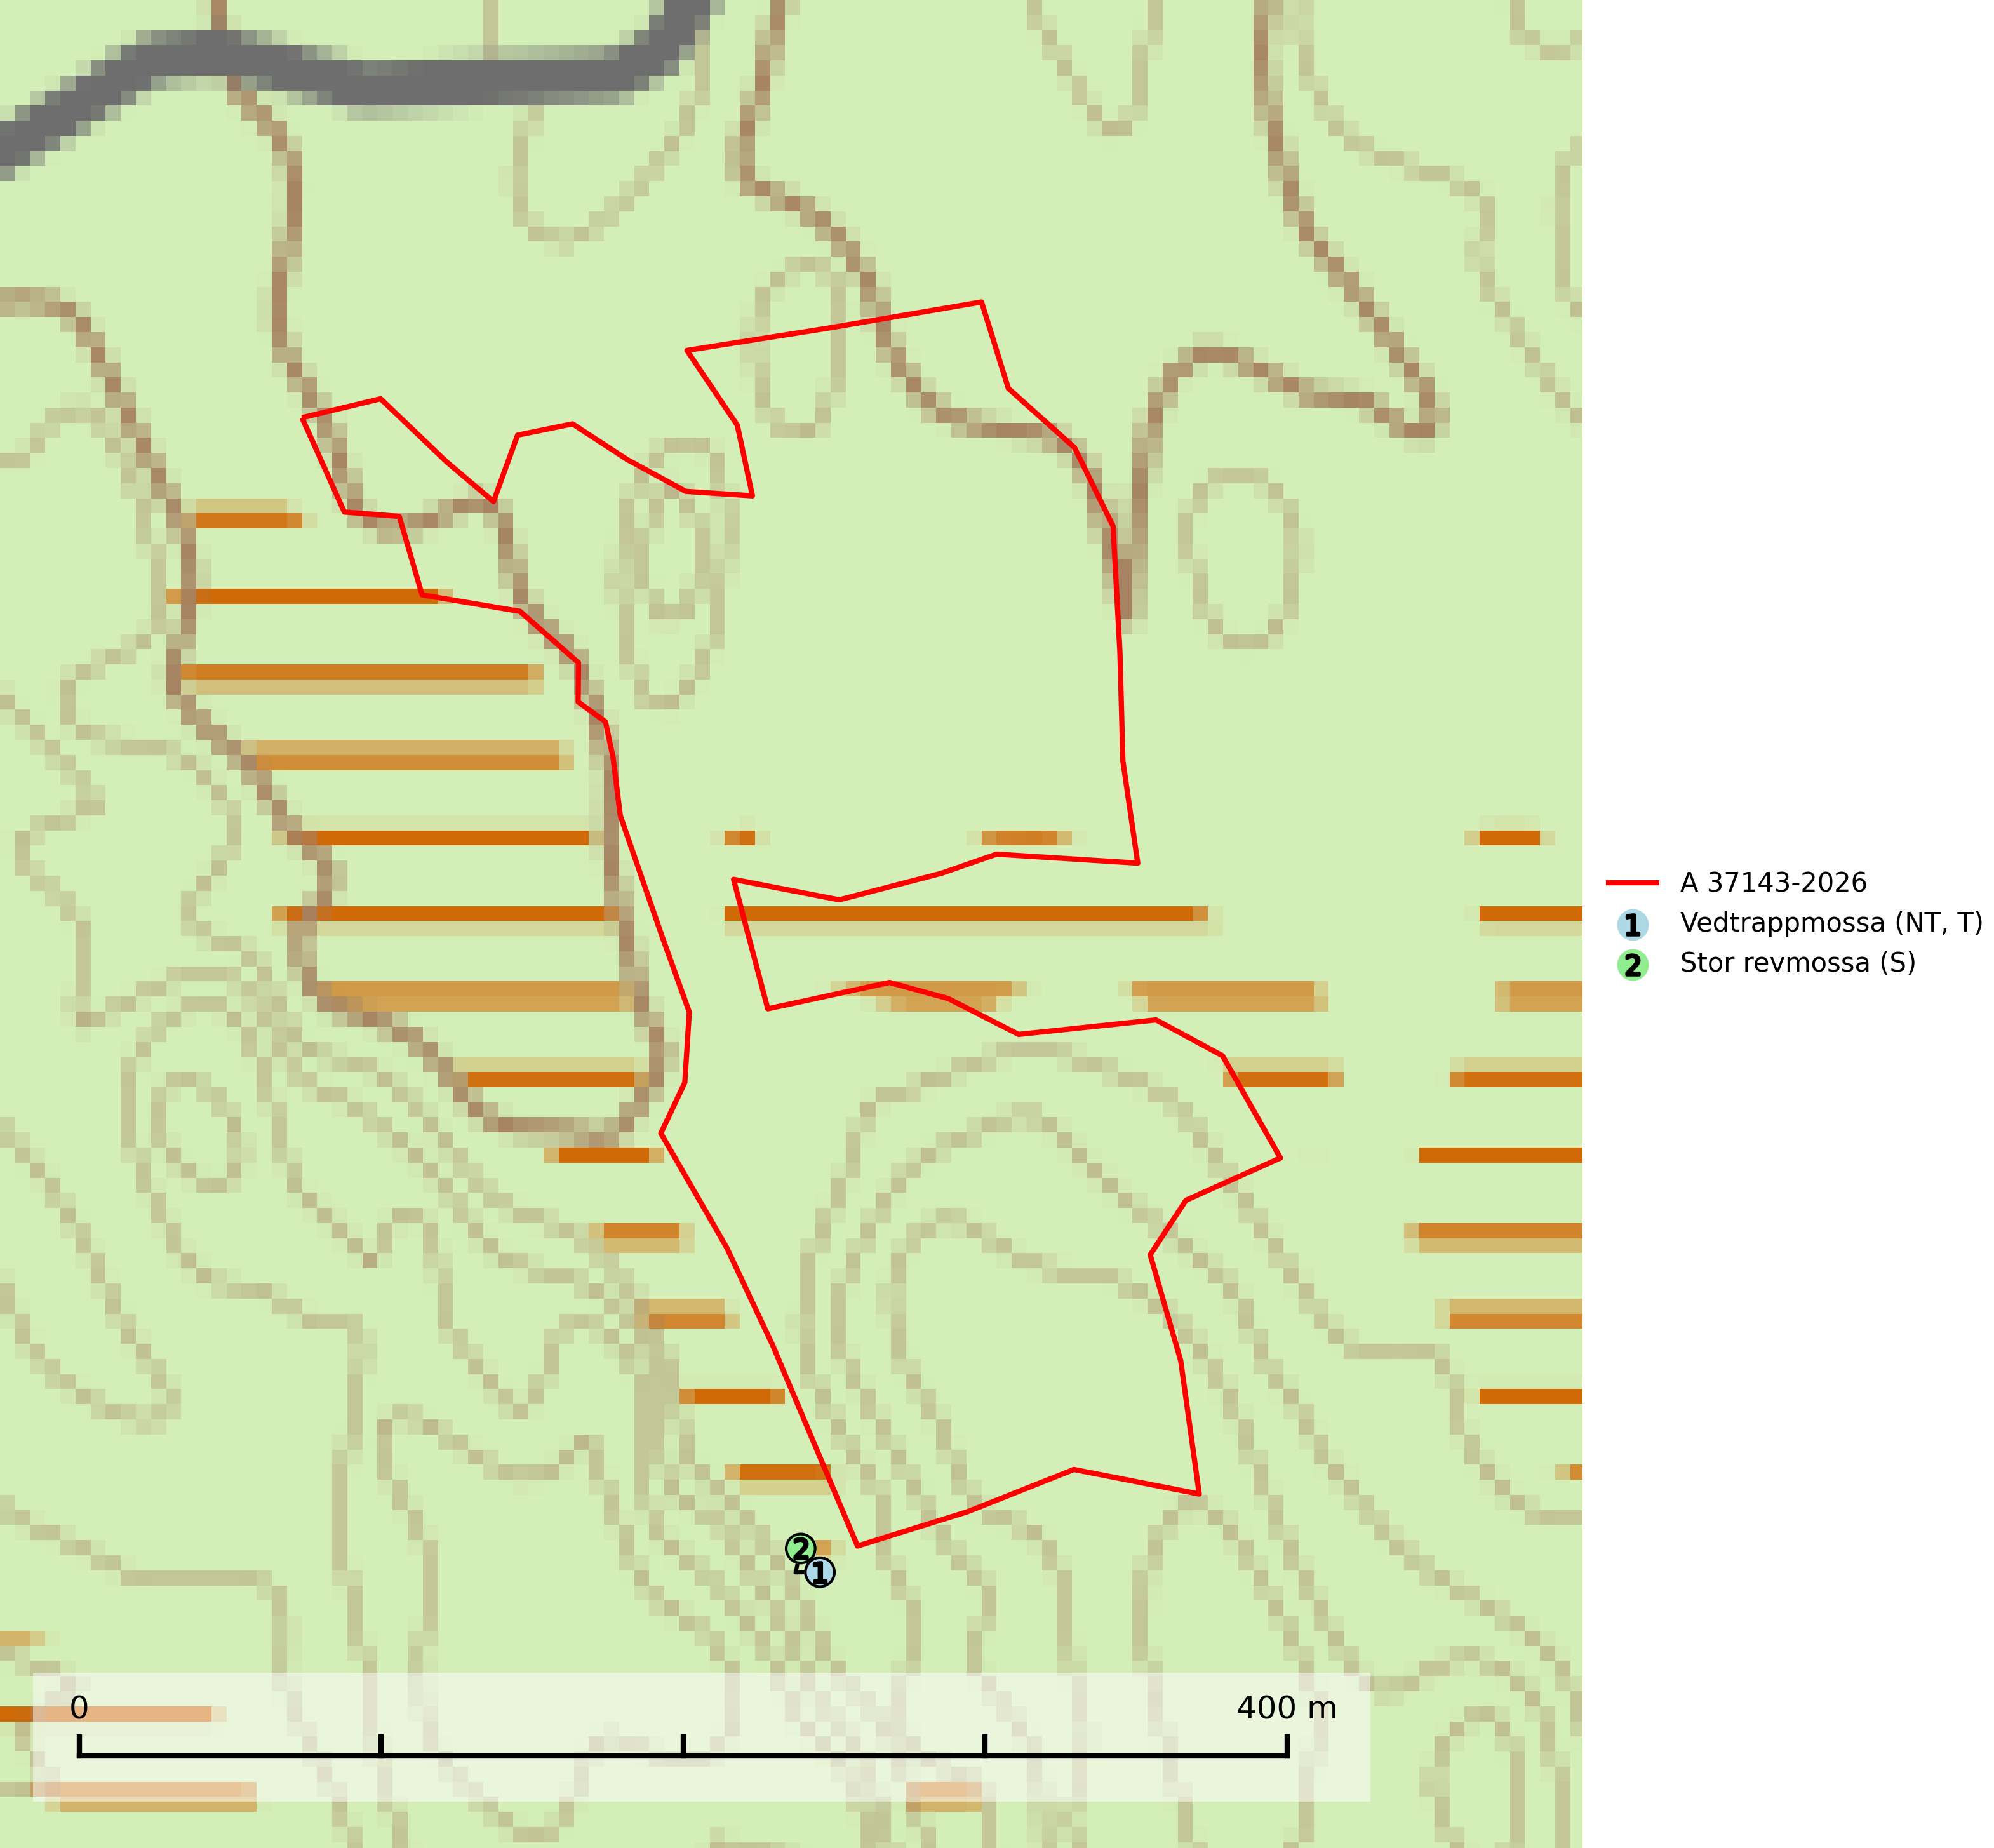 A 37143-2026
1 Vedtrappmossa (NT, T)
2 Stor revmossa (S)
2
1
0 400 m